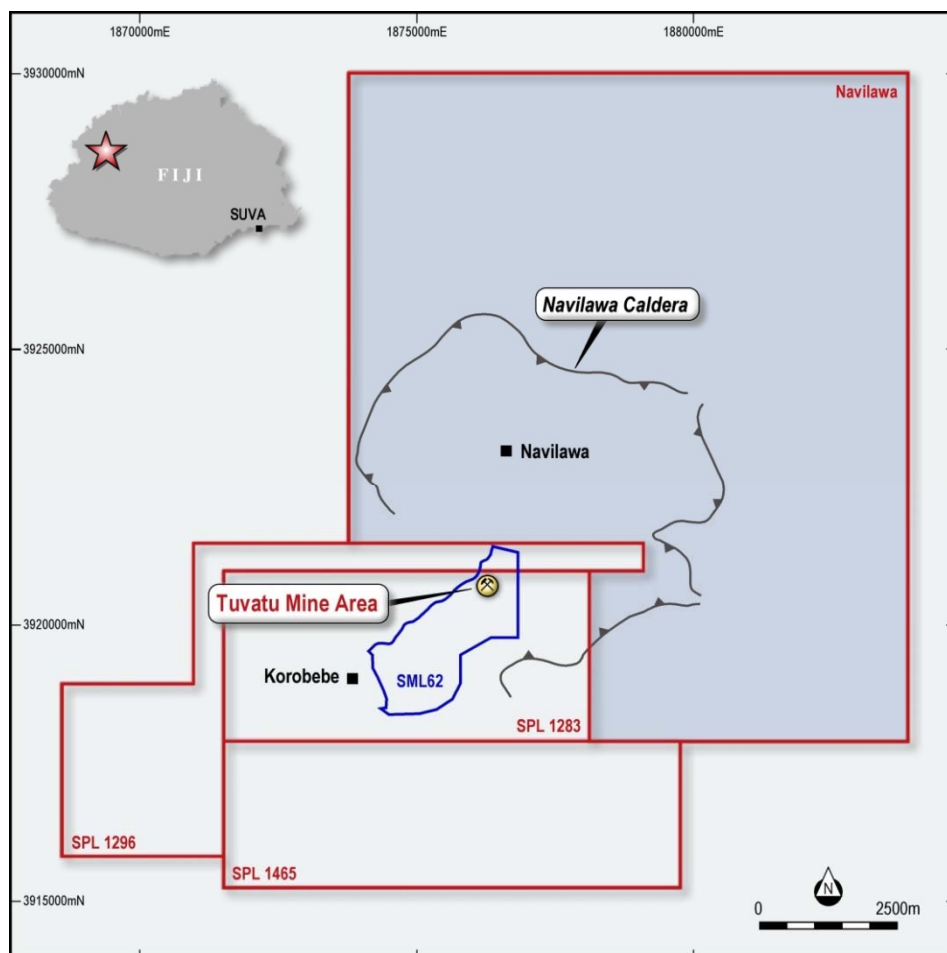 1870000mE
1875000mE
1880000mE
3930000mN
Navilawa
FIJI
SUVA
Navilawa Caldera
3925000mN
Navilawa
Tuvatu Mine Area
3920000mN
Korobebe
SML62
SPL 1283
SPL 1296
SPL 1465
3915000mN
N
0
2500m